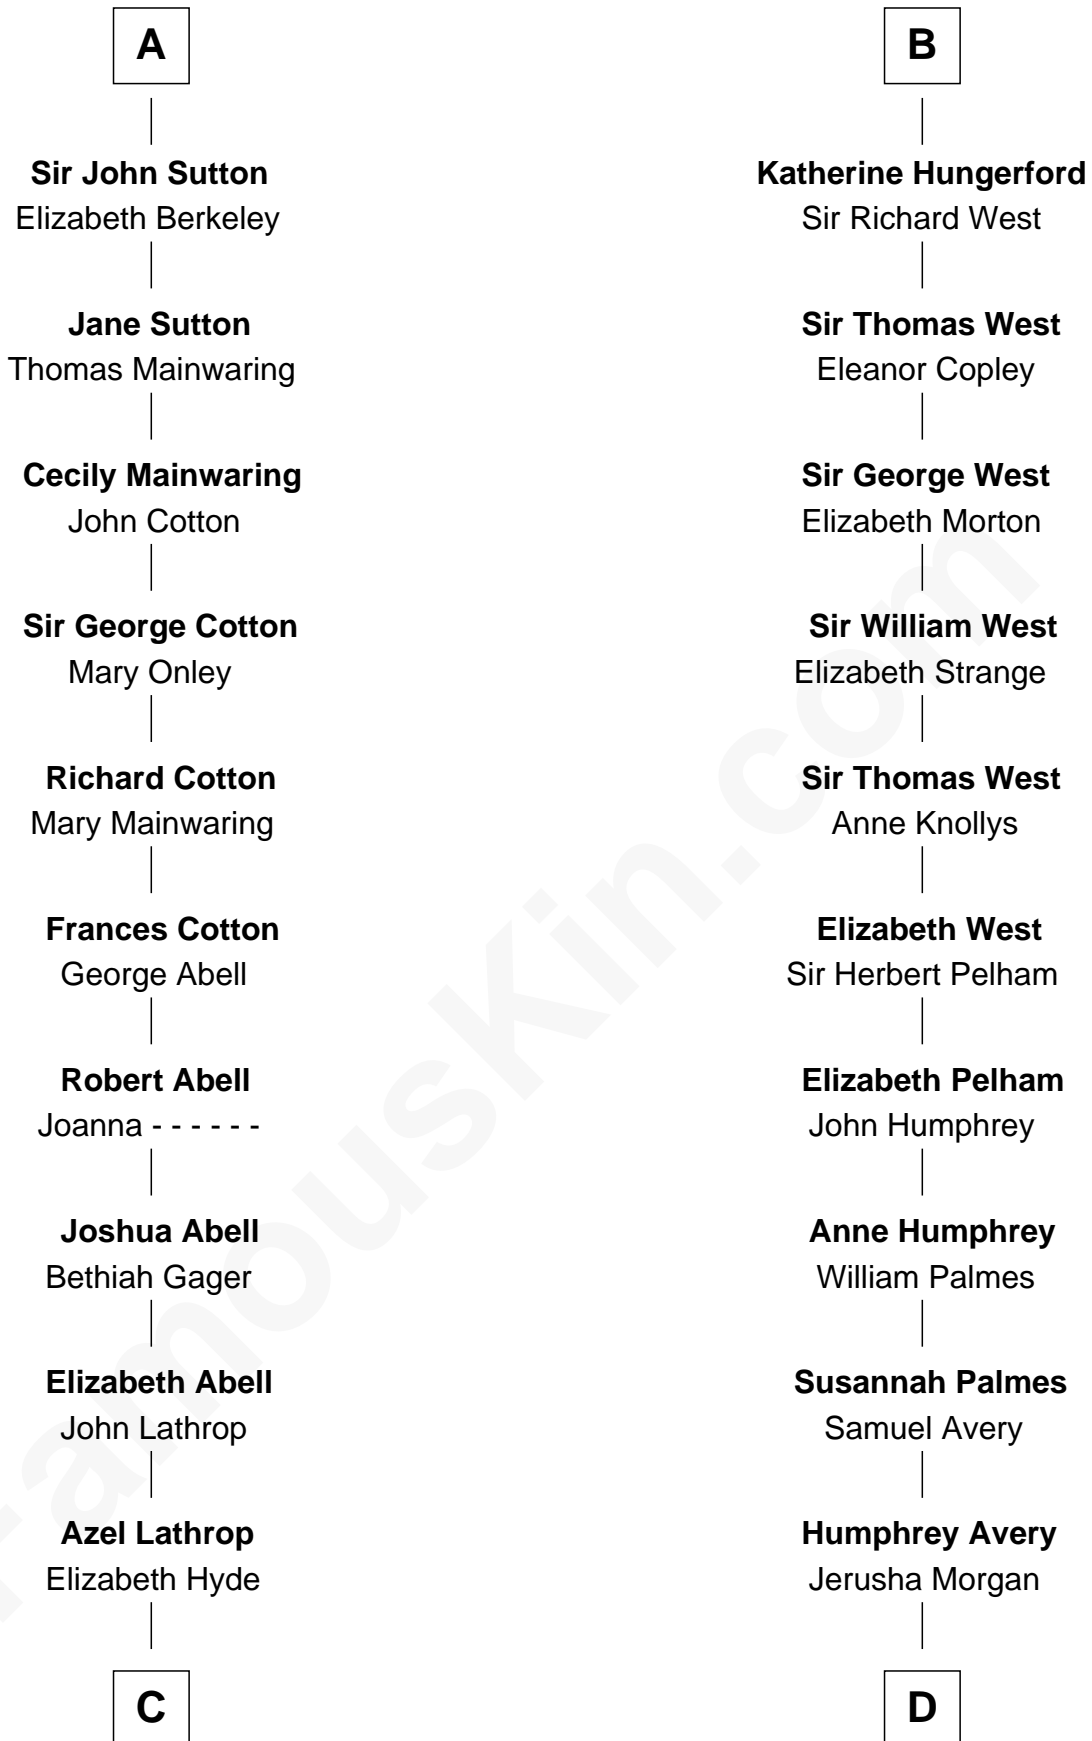 A
Sir John Sutton
Elizabeth Berkeley
Jane Sutton
Thomas Mainwaring
Cecily Mainwaring
John Cotton
Sir George Cotton
Mary Onley
Richard Cotton
Mary Mainwaring
Frances Cotton
George Abell
Robert Abell
Joanna - - - - - -
Joshua Abell
Bethiah Gager
Elizabeth Abell
John Lathrop
Azel Lathrop
Elizabeth Hyde
C
B
Katherine Hungerford
Sir Richard West
Sir Thomas West
Eleanor Copley
Sir George West
Elizabeth Morton
Sir William West
Elizabeth Strange
Sir Thomas West
Anne Knollys
Elizabeth West
Sir Herbert Pelham
Elizabeth Pelham
John Humphrey
Anne Humphrey
William Palmes
Susannah Palmes
Samuel Avery
Humphrey Avery
Jerusha Morgan
D
FamousKin.com